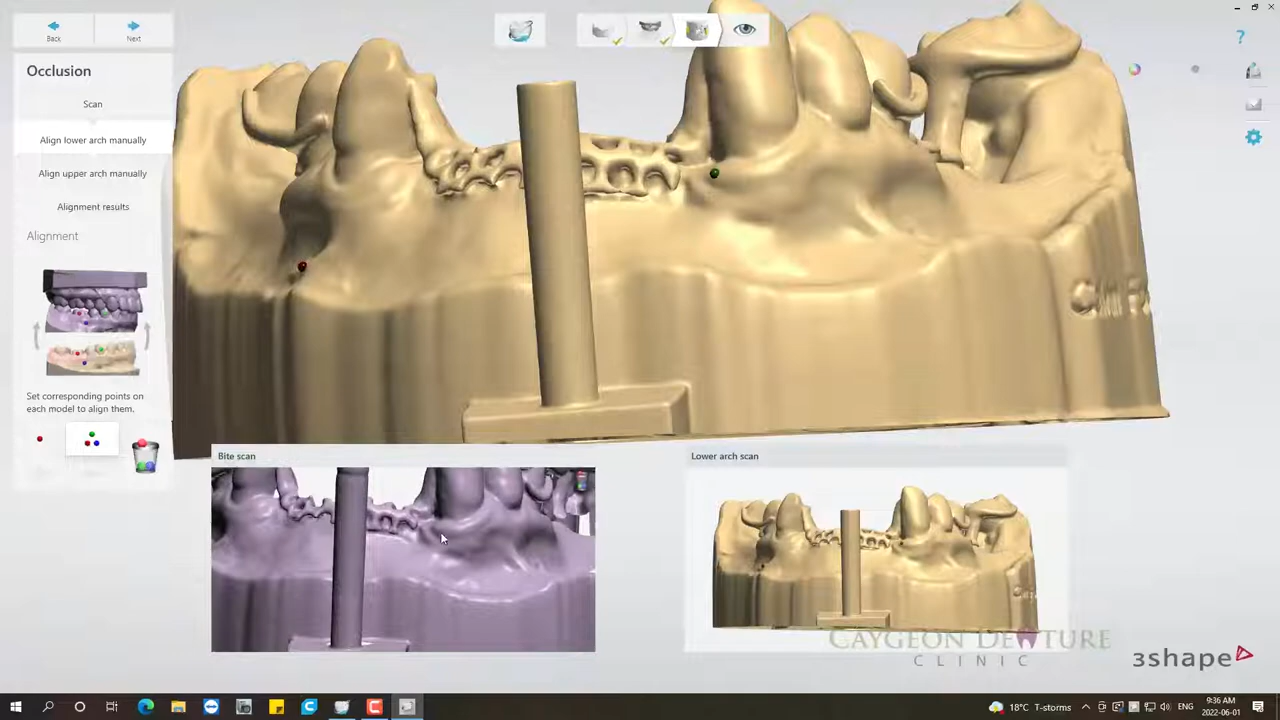 Back
Next
Occlusion
Scan
Align lower arch manually
Align upper arch manually
Alignment results
Alignment
Set corresponding points
on each model to align them.
Bite scan
Lower arch scan
CAYGEON DENTURE
CLINIC
3shape
?
18°C T-storms
ENG
9:36 AM
2022-06-01